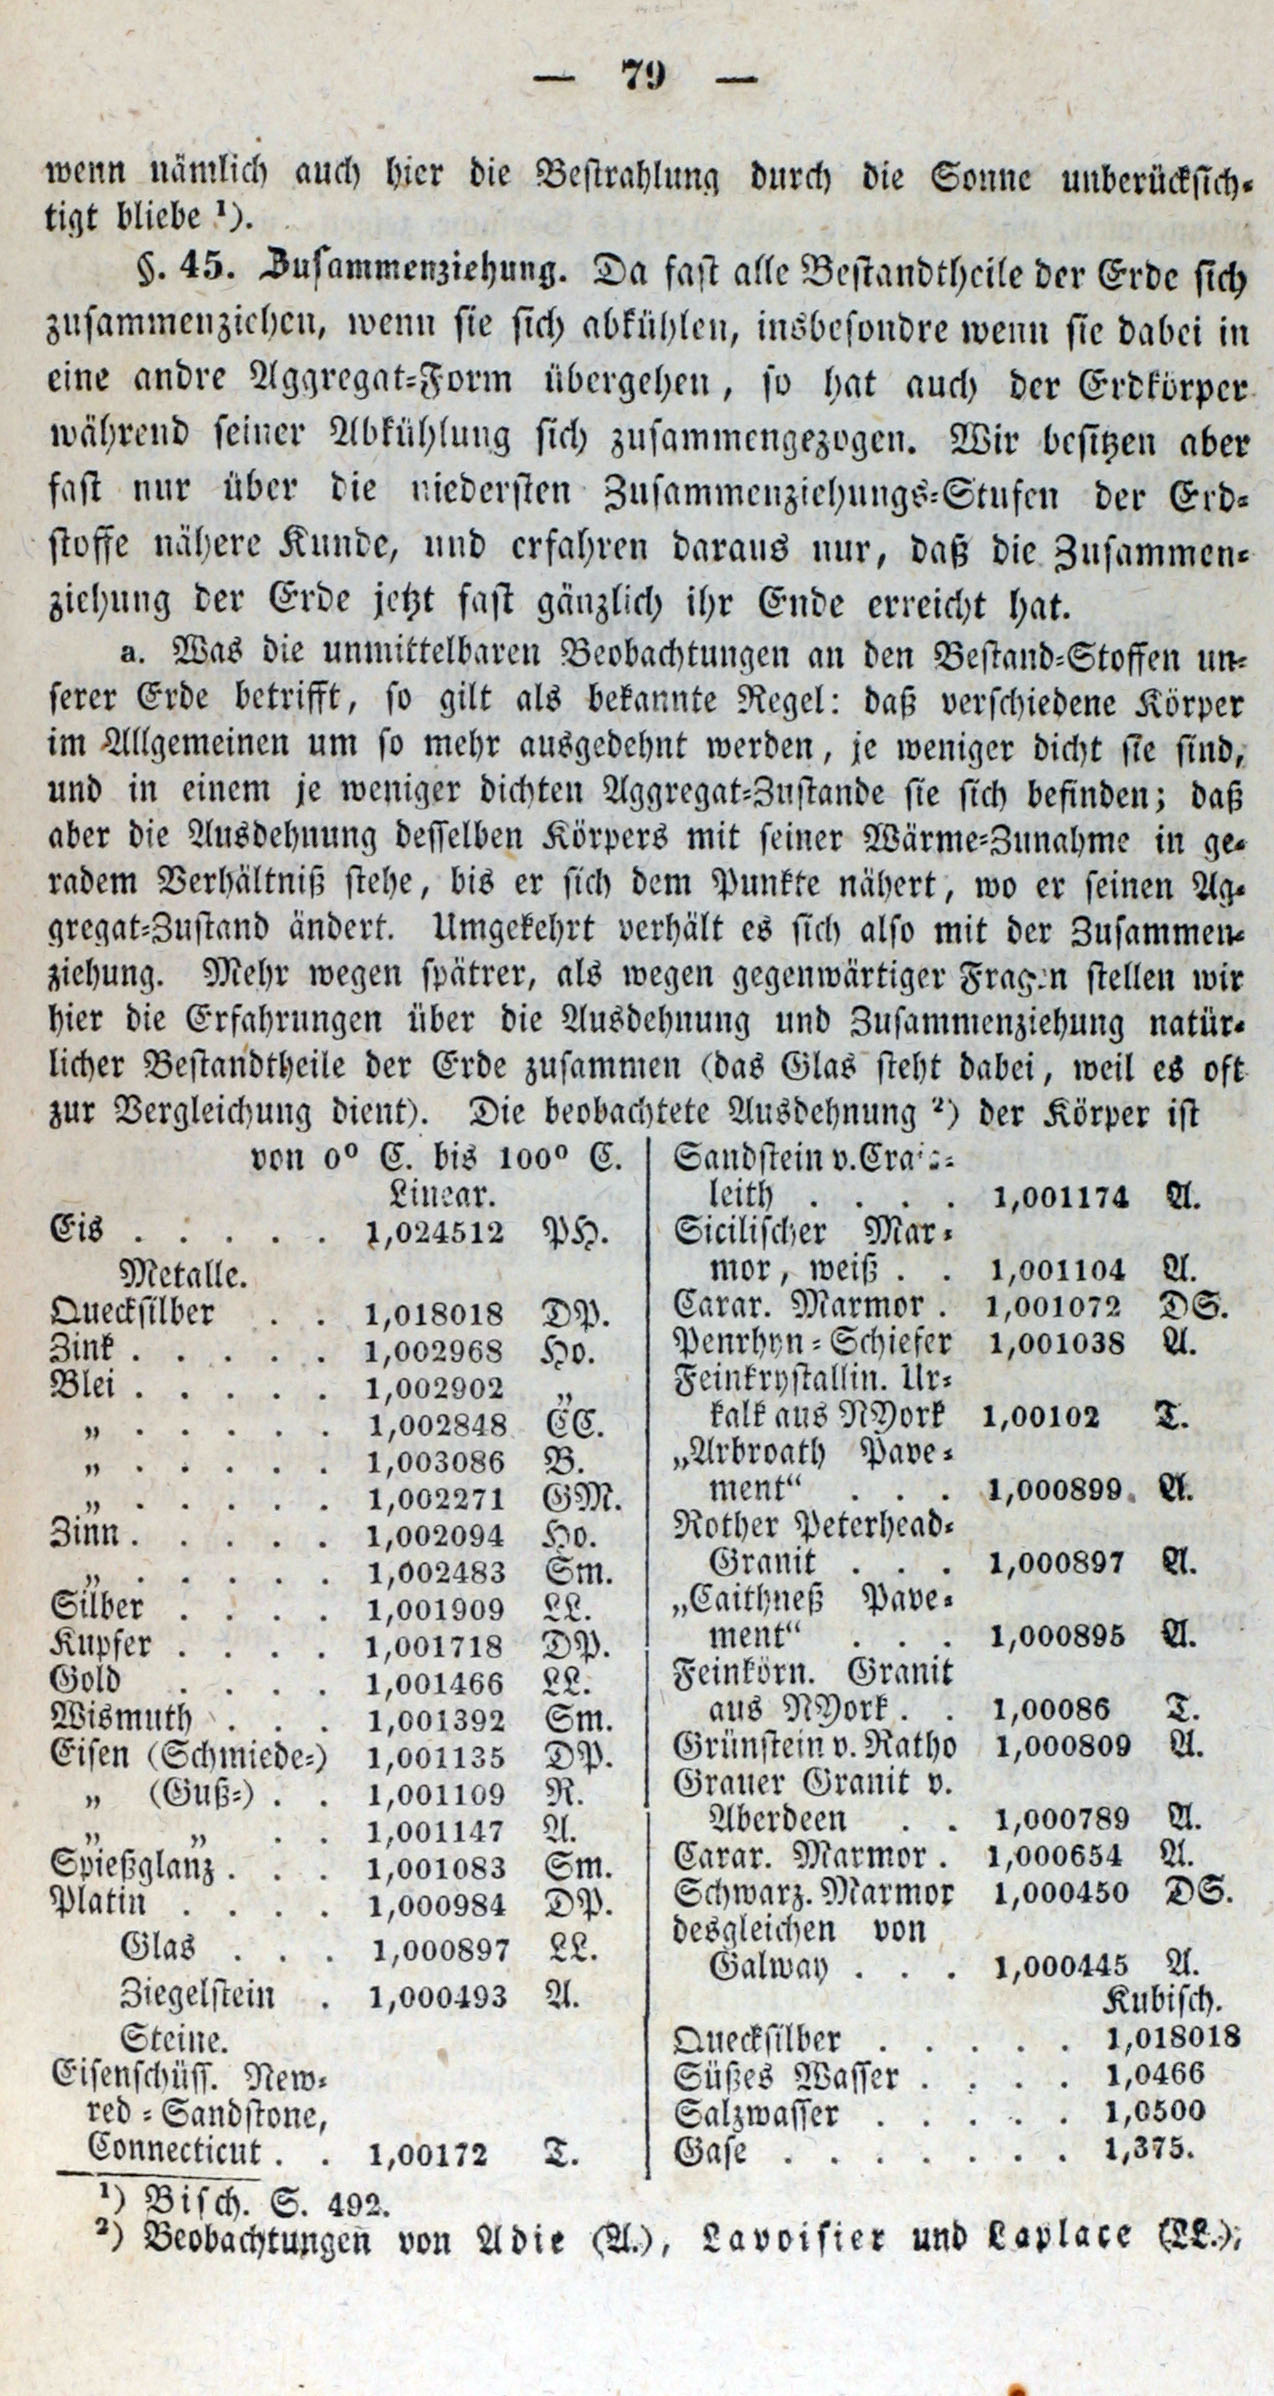 — 79 —
wenn nämlich auch hier die Bestrahlung durch die Sonne unberücksich-
tigt bliebe ¹).
§. 45. Zusammenziehung. Da fast alle Bestandtheile der Erde sich
zusammenziehen, wenn sie sich abkühlen, insbesondre wenn sie dabei in
eine andre Aggregat-Form übergehen, so hat auch der Erdkörper
während seiner Abkühlung sich zusammengezogen. Wir besitzen aber
fast nur über die niedersten Zusammenziehungs-Stufen der Erd-
stoffe nähere Kunde, und erfahren daraus nur, daß die Zusammen-
ziehung der Erde jetzt fast gänzlich ihr Ende erreicht hat.
a. Was die unmittelbaren Beobachtungen an den Bestand-Stoffen un-
serer Erde betrifft, so gilt als bekannte Regel: daß verschiedene Körper
im Allgemeinen um so mehr ausgedehnt werden, je weniger dicht sie sind,
und in einem je weniger dichten Aggregat-Zustande sie sich befinden; daß
aber die Ausdehnung desselben Körpers mit seiner Wärme-Zunahme in ge-
radem Verhältniß stehe, bis er sich dem Punkte nähert, wo er seinen Ag-
gregat-Zustand ändert. Umgekehrt verhält es sich also mit der Zusammen-
ziehung. Mehr wegen spätrer, als wegen gegenwärtiger Fragen stellen wir
hier die Erfahrungen über die Ausdehnung und Zusammenziehung natür-
licher Bestandtheile der Erde zusammen (das Glas steht dabei, weil es oft
zur Vergleichung dient). Die beobachtete Ausdehnung ²) der Körper ist
von 0⁰ C. bis 100⁰ C.
Linear.
Eis . . . . . 1,024512 PH.
Metalle.
Quecksilber . . 1,018018 DP.
Zink . . . . . 1,002968 Ho.
Blei . . . . . 1,002902 „
„ . . . . . 1,002848 CC.
„ . . . . . 1,003086 B.
„ . . . . . 1,002271 GM.
Zinn . . . . . 1,002094 Ho.
„ . . . . . 1,002483 Sm.
Silber . . . . 1,001909 LL.
Kupfer . . . . 1,001718 DP.
Gold . . . . 1,001466 LL.
Wismuth . . . 1,001392 Sm.
Eisen (Schmiede-) 1,001135 DP.
„ (Guß-) . . 1,001109 R.
„ „ . . 1,001147 A.
Spießglanz . . . 1,001083 Sm.
Platin . . . . 1,000984 DP.
Glas . . . 1,000897 LL.
Ziegelstein . 1,000493 A.
Steine.
Eisenschüss. New-
red-Sandstone,
Connecticut . . 1,00172 T.
Sandstein v. Craig-
leith . . . . 1,001174 A.
Sicilischer Mar-
mor, weiß . . 1,001104 A.
Carar. Marmor . 1,001072 DS.
Penrhyn-Schiefer 1,001038 A.
Feinkrystallin. Ur-
kalk aus NYork 1,00102 T.
„Arbroath Pave-
ment“ . . . 1,000899 A.
Rother Peterhead-
Granit . . . 1,000897 A.
„Caithneß Pave-
ment“ . . . 1,000895 A.
Feinkörn. Granit
aus NYork . . 1,00086 T.
Grünstein v. Ratho 1,000809 A.
Grauer Granit v.
Aberdeen . . 1,000789 A.
Carar. Marmor . 1,000654 A.
Schwarz. Marmor 1,000450 DS.
desgleichen von
Galway . . . 1,000445 A.
Kubisch.
Quecksilber . . . . . 1,018018
Süßes Wasser . . . . 1,0466
Salzwasser . . . . . 1,0500
Gase . . . . . . . 1,375.
¹) Bisch. S. 492.
²) Beobachtungen von Adie (A.), Lavoisier und Laplace (LL.),